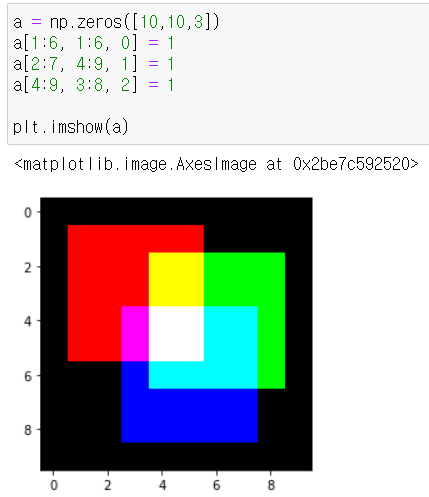 a = np.zeros([10,10,3])
a[1:6, 1:6, 0] = 1
a[2:7, 4:9, 1] = 1
a[4:9, 3:8, 2] = 1
plt.imshow(a)
<matplotlib.image.AxesImage at 0x2be7c592520>
0
2
4
6
8
0 2 4 6 8